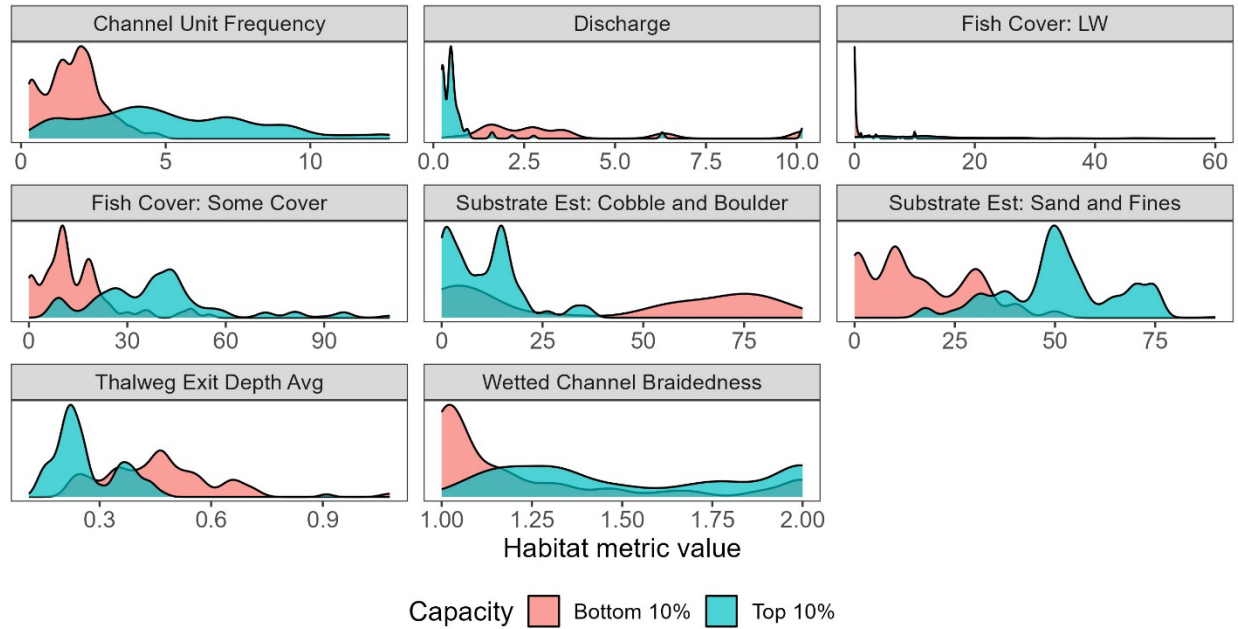 Channel Unit Frequency
Discharge
Fish Cover: LW
0 5 10
0.0 2.5 5.0 7.5 10.0
0 20 40 60
Fish Cover: Some Cover
Substrate Est: Cobble and Boulder
Substrate Est: Sand and Fines
0 30 60 90
0 25 50 75
0 25 50 75
Thalweg Exit Depth Avg
Wetted Channel Braidedness
0.3 0.6 0.9
1.00 1.25 1.50 1.75 2.00
Habitat metric value
Capacity Bottom 10% Top 10%